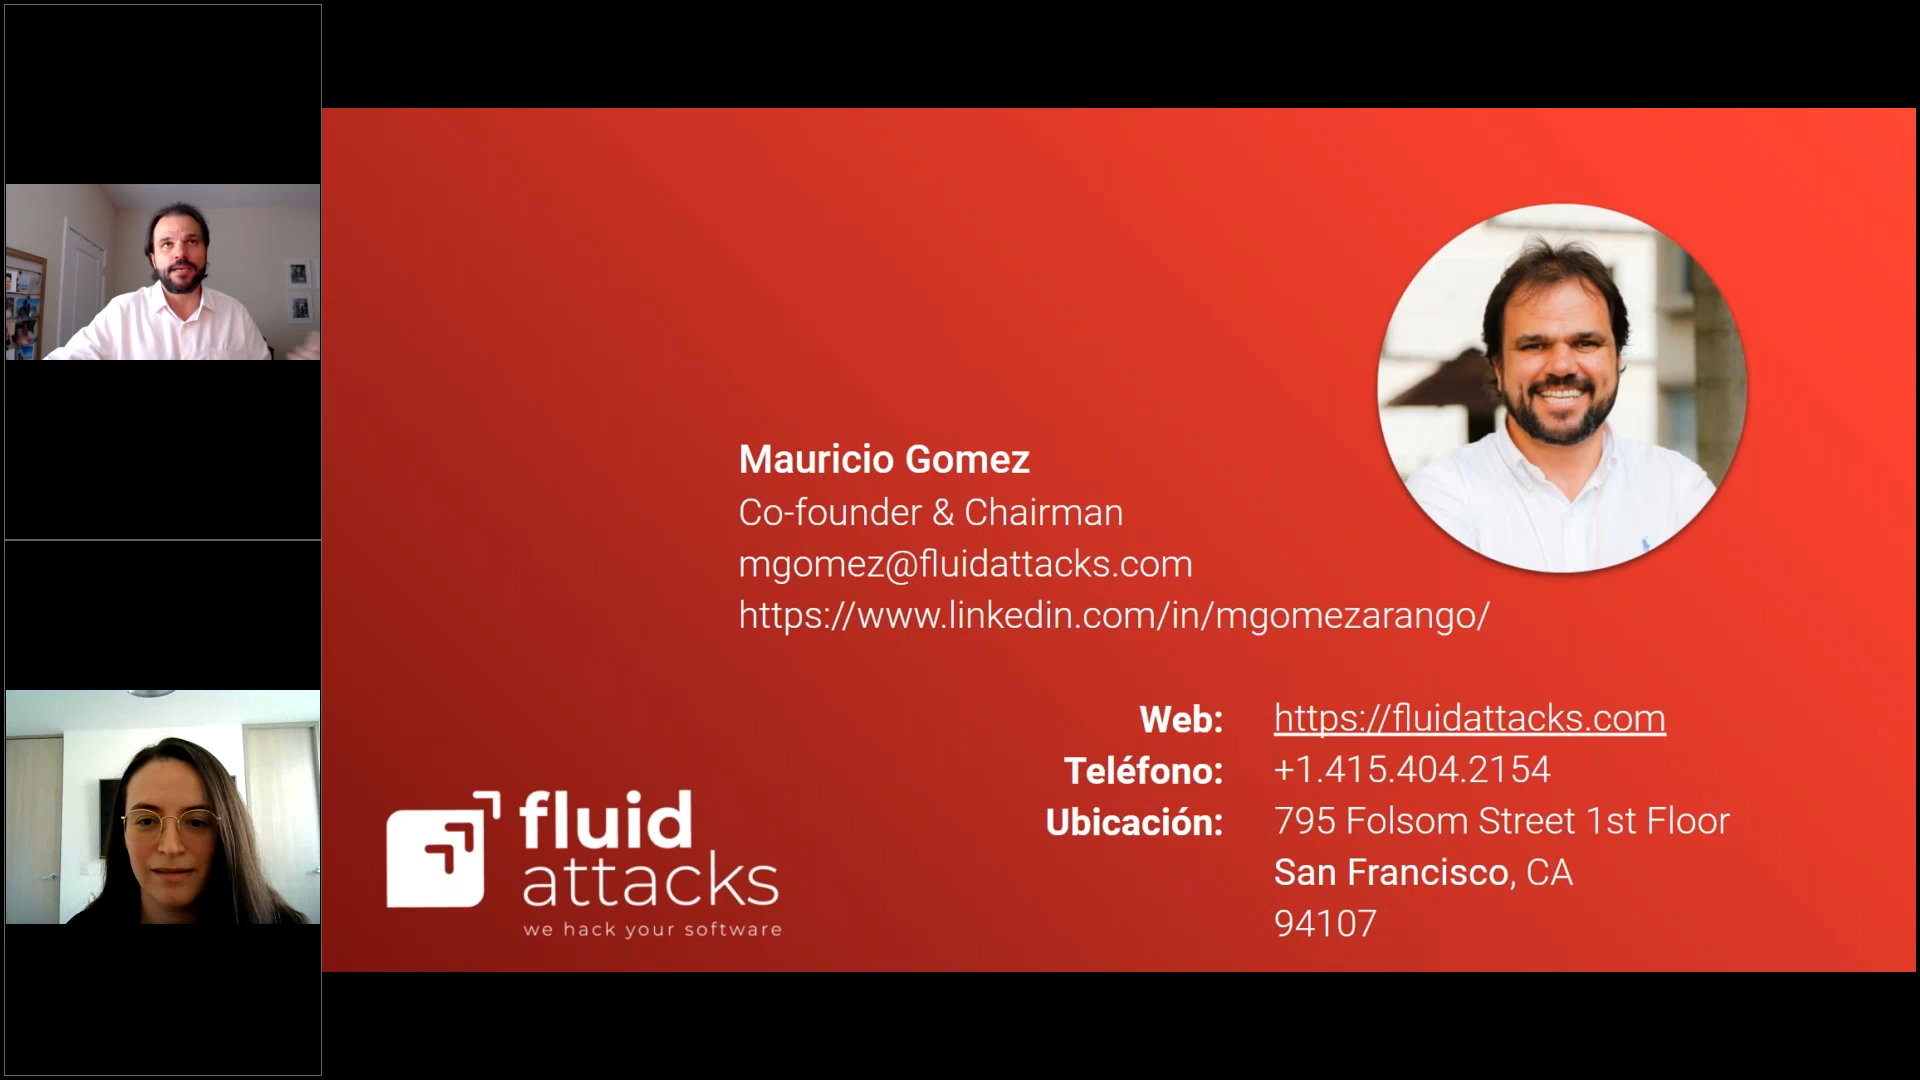 Mauricio Gomez
Co-founder & Chairman
mgomez@fluidattacks.com
https://www.linkedin.com/in/mgomezarango/
Web: https://fluidattacks.com
Teléfono: +1.415.404.2154
Ubicación: 795 Folsom Street 1st Floor
San Francisco, CA
94107
fluid
attacks
we hack your software